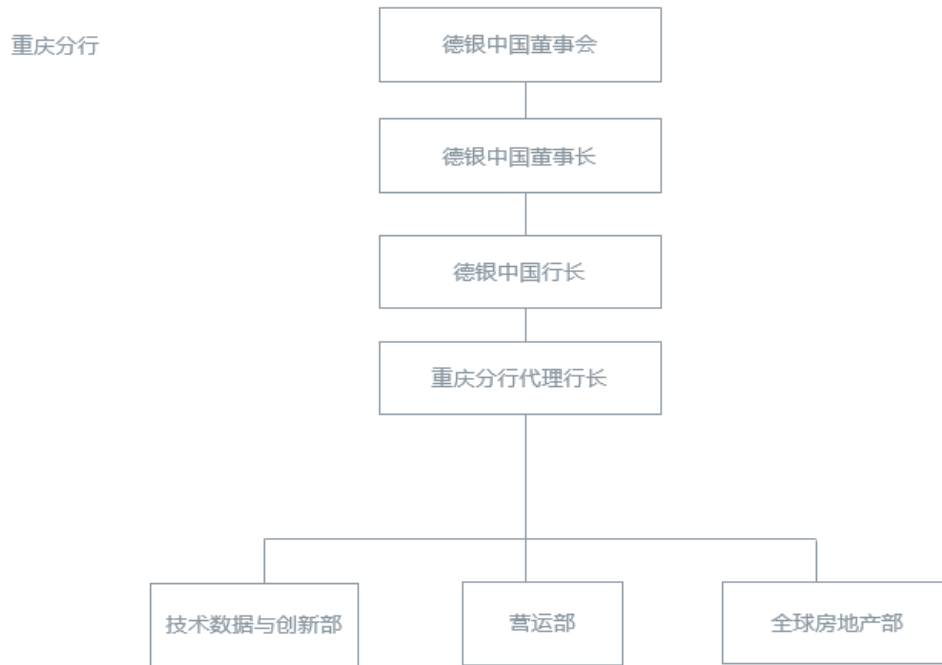 重庆分行
德银中国董事会
德银中国董事长
德银中国行长
重庆分行代理行长
技术数据与创新部
营运部
全球房地产部